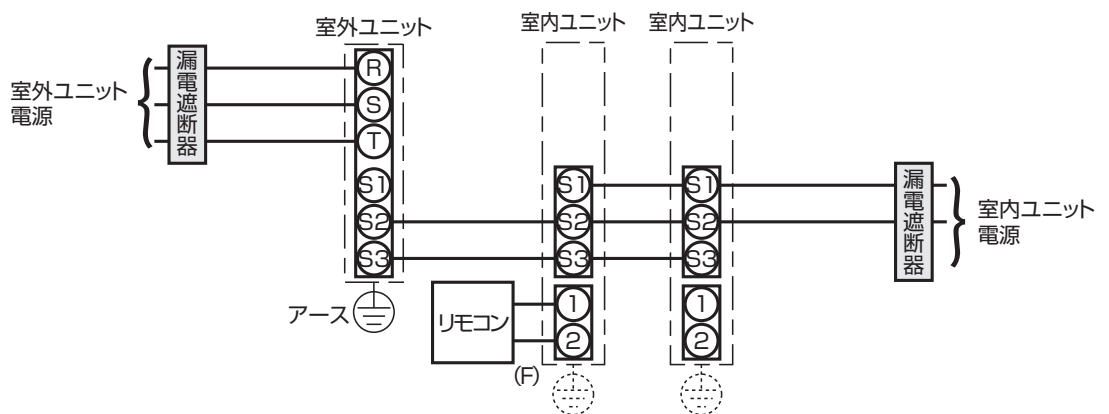 室外ユニット
室内ユニット
室内ユニット
室外ユニット
電源
漏電遮断器
R
S
T
S1
S2
S3
アース
S1
S2
S3
1
2
リモコン
(F)
S1
S2
S3
1
2
漏電遮断器
室内ユニット
電源